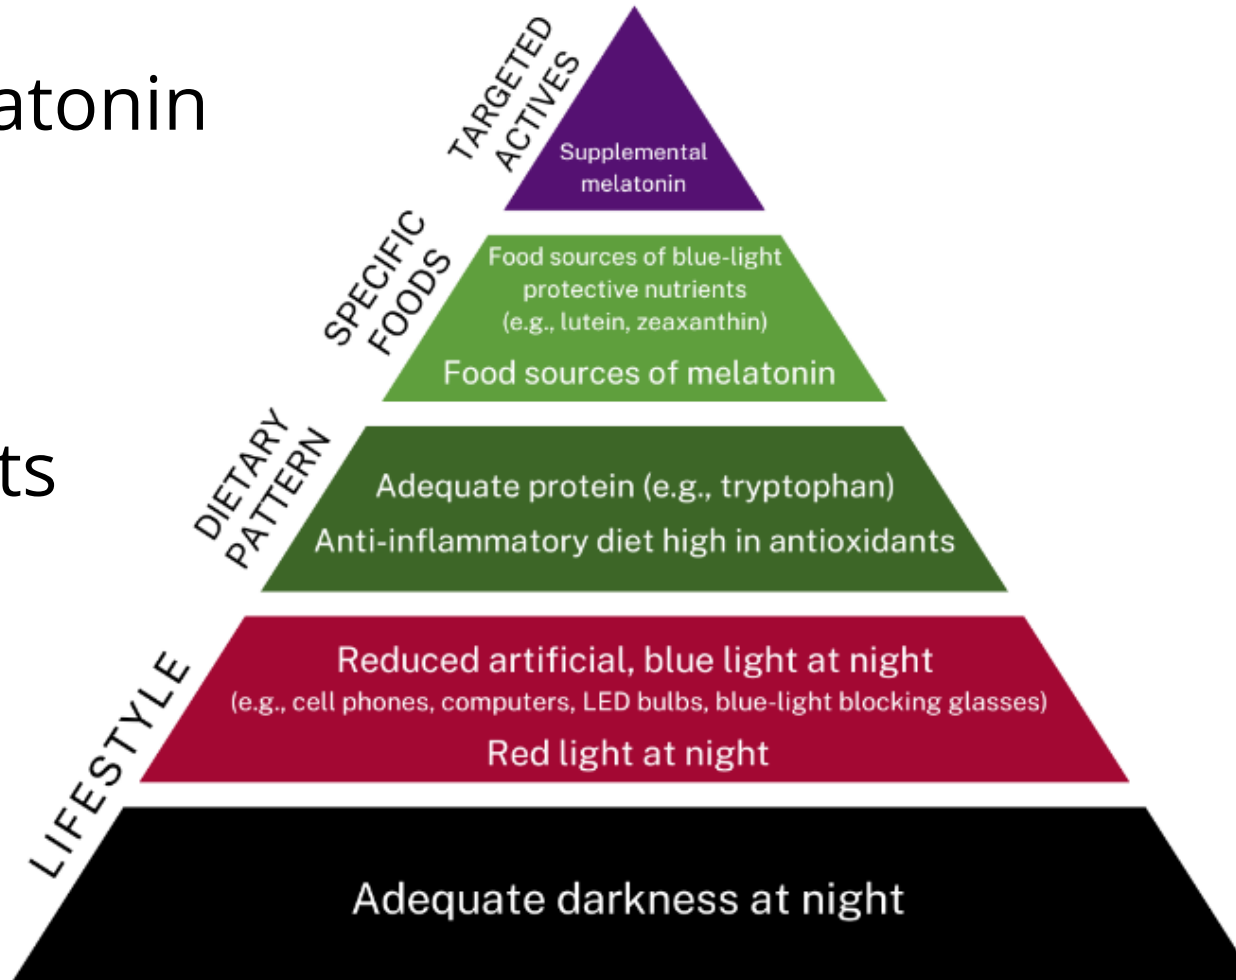 atonin
ts
TARGETED
ACTIVES
Supplemental
melatonin
SPECIFIC
FOODS
Food sources of blue-light
protective nutrients
(e.g., lutein, zeaxanthin)
Food sources of melatonin
DIETARY
PATTERN
Adequate protein (e.g., tryptophan)
Anti-inflammatory diet high in antioxidants
LIFESTYLE
Reduced artificial, blue light at night
(e.g., cell phones, computers, LED bulbs, blue-light blocking glasses)
Red light at night
Adequate darkness at night